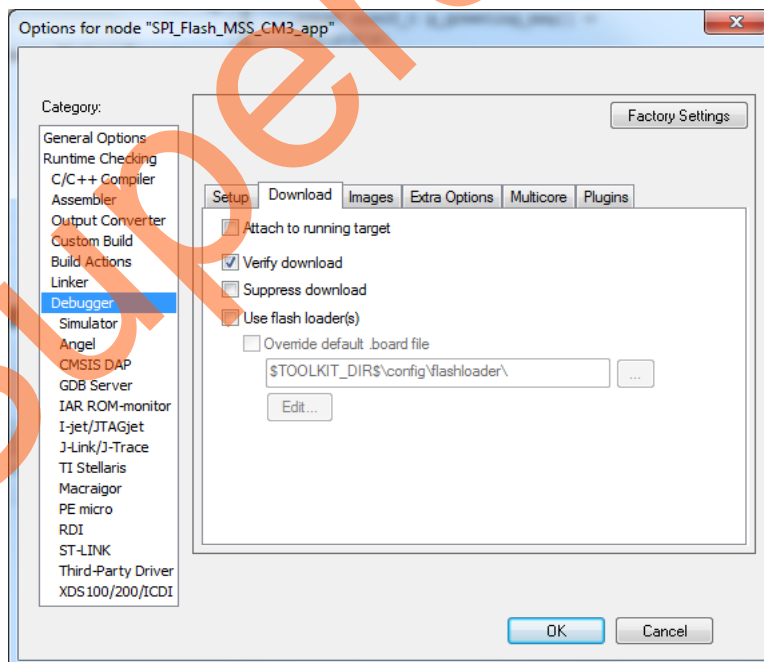 Options for node "SPI_Flash_MSS_CM3_app"
Category:
Factory Settings
General Options
Runtime Checking
C/C++ Compiler
Assembler
Output Converter
Custom Build
Build Actions
Linker
Debugger
Simulator
Angel
CMSIS DAP
GDB Server
IAR ROM-monitor
I-jet/JTAGjet
J-Link/J-Trace
TI Stellaris
Macraigor
PE micro
RDI
ST-LINK
Third-Party Driver
XDS100/200/ICDI
Setup Download Images Extra Options Multicore Plugins
Attach to running target
Verify download
Suppress download
Use flash loader(s)
Override default .board file
$TOOLKIT_DIR$\config\flashloader\
...
Edit...
OK Cancel